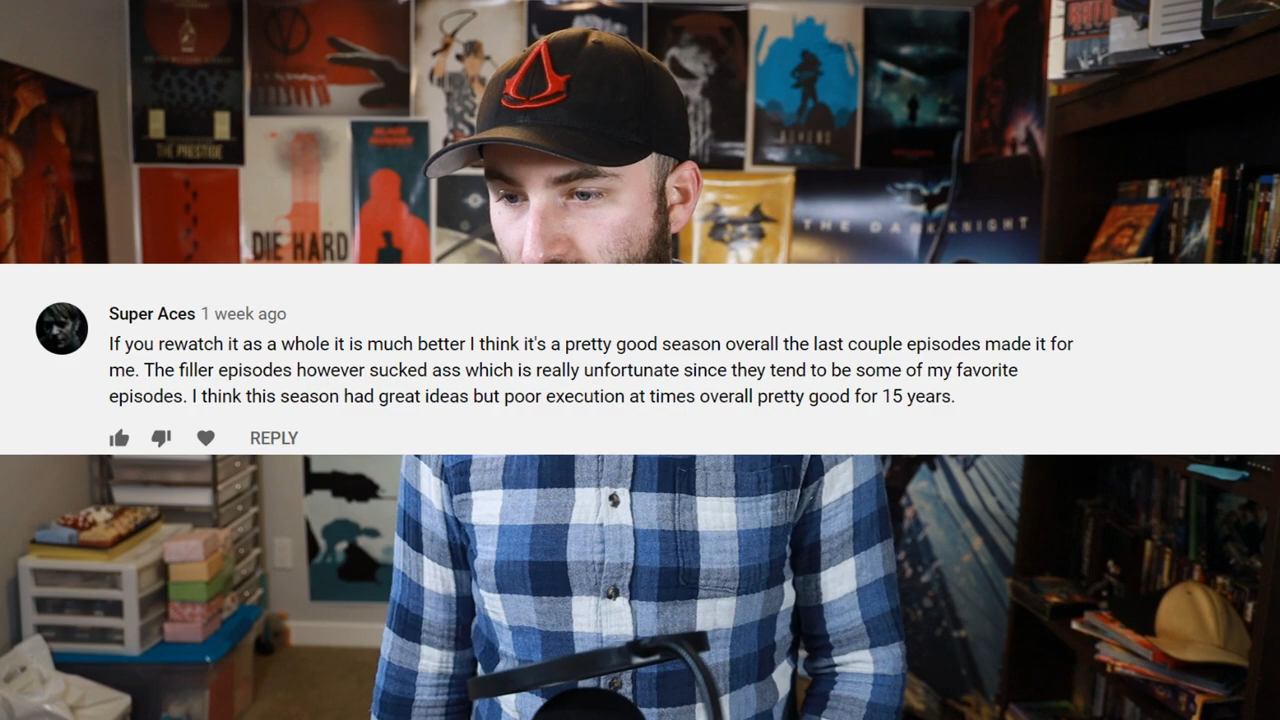 THE PRESTIGE
DIE HARD
THE DARK KNIGHT
Super Aces 1 week ago
If you rewatch it as a whole it is much better I think it's a pretty good season overall the last couple episodes made it for
me. The filler episodes however sucked ass which is really unfortunate since they tend to be some of my favorite
episodes. I think this season had great ideas but poor execution at times overall pretty good for 15 years.
REPLY